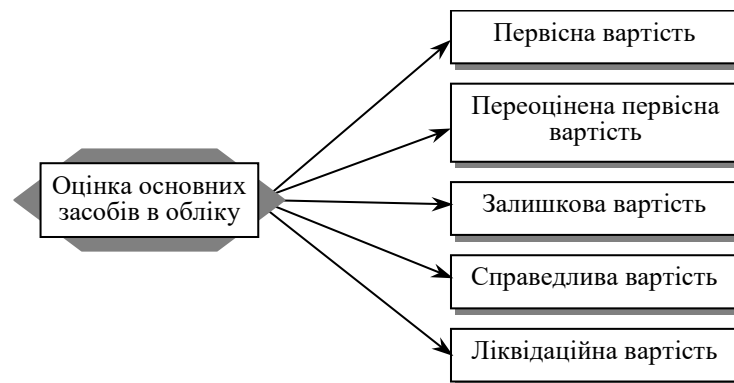 Оцінка основних
засобів в обліку
Первісна вартість
Переоцінена первісна
вартість
Залишкова вартість
Справедлива вартість
Ліквідаційна вартість